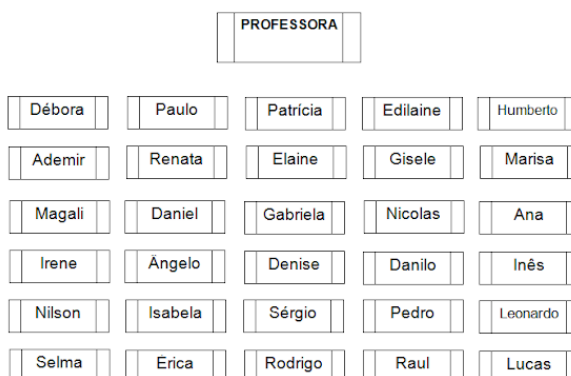 PROFESSORA
Débora Paulo Patrícia Edilaine Humberto
Ademir Renata Elaine Gisele Marisa
Magali Daniel Gabriela Nicolas Ana
Irene Ângelo Denise Danilo Inês
Nilson Isabela Sérgio Pedro Leonardo
Selma Érica Rodrigo Raul Lucas